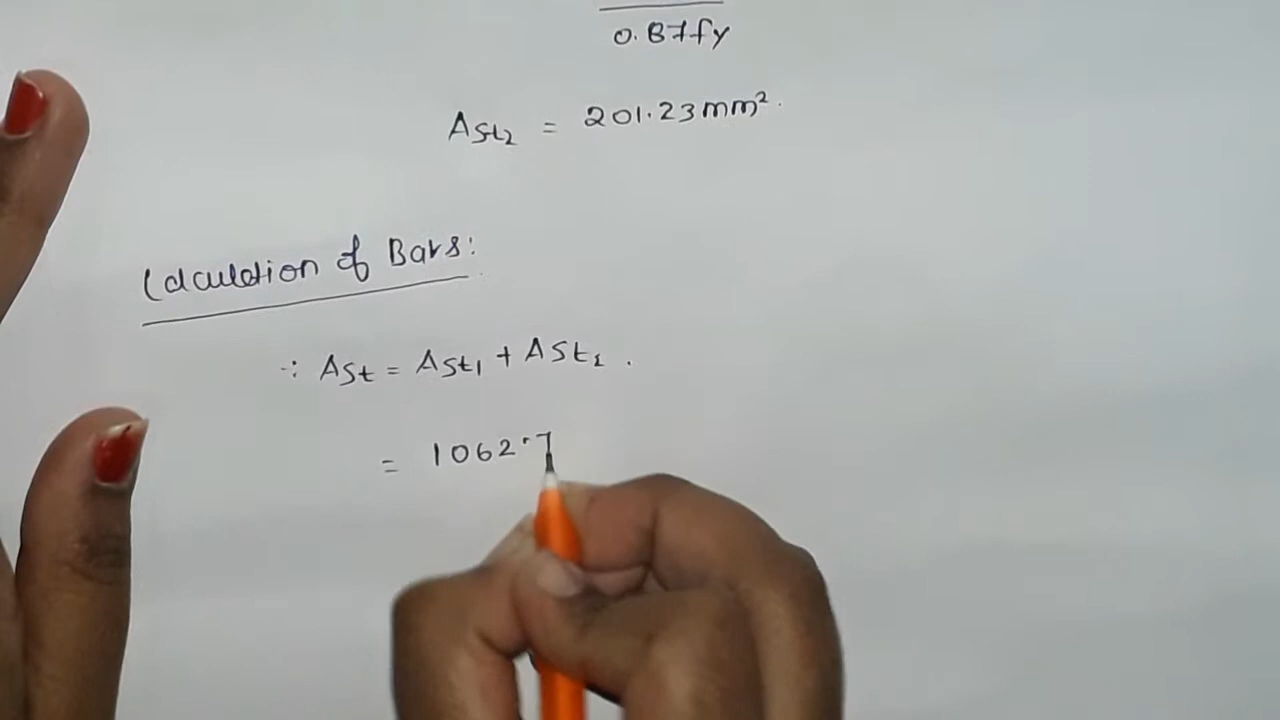 0.87fy
Ast₂ = 201.23mm².
Calculation of Bars:
∴ Ast = Ast₁ + Ast₂ .
= 1062.7